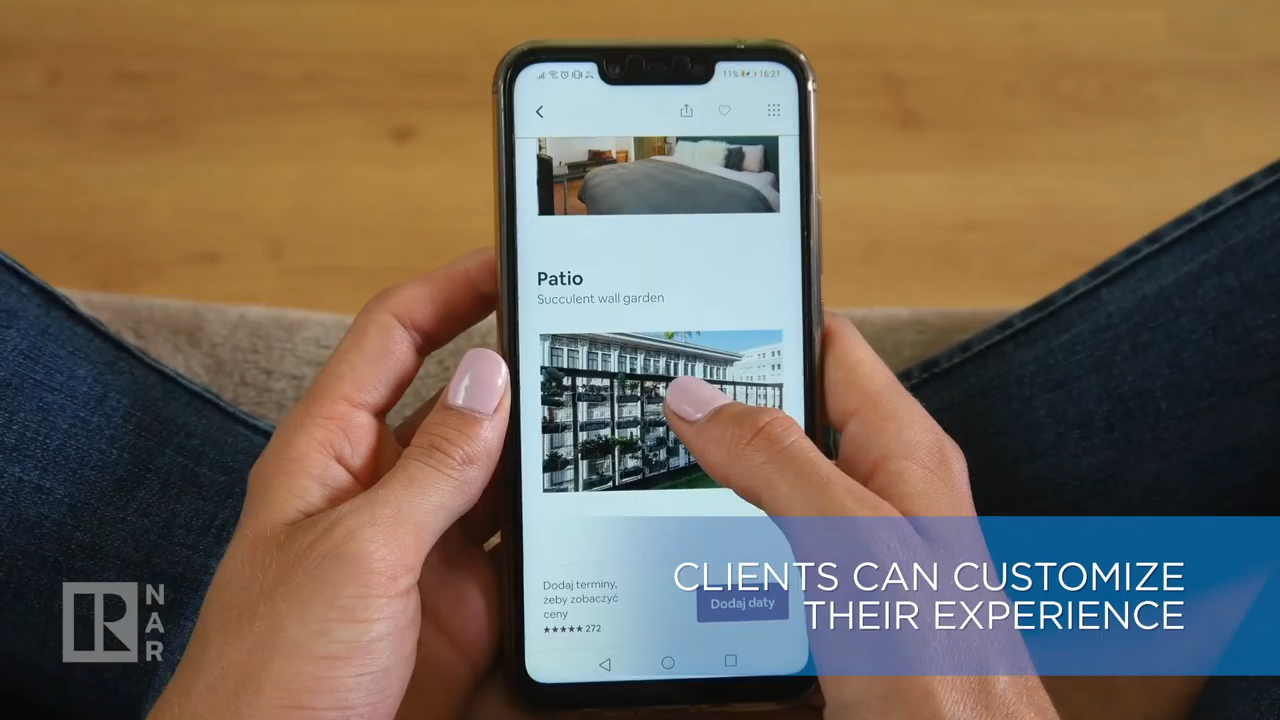 11% 16:21
Patio
Succulent wall garden
Dodaj terminy,
żeby zobaczyć
ceny
★★★★★ 272
Dodaj daty
CLIENTS CAN CUSTOMIZE
THEIR EXPERIENCE
R
NAR